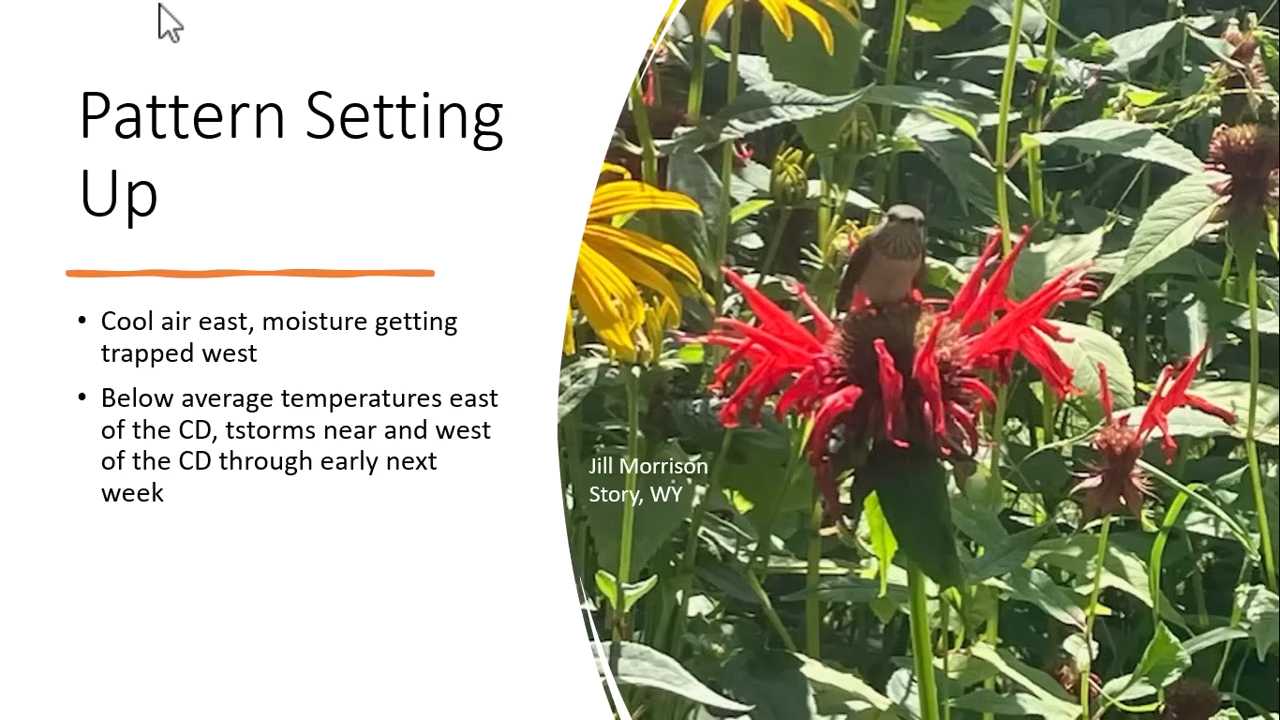 Pattern Setting
Up
• Cool air east, moisture getting
trapped west
• Below average temperatures east
of the CD, tstorms near and west
of the CD through early next
week
Jill Morrison
Story, WY